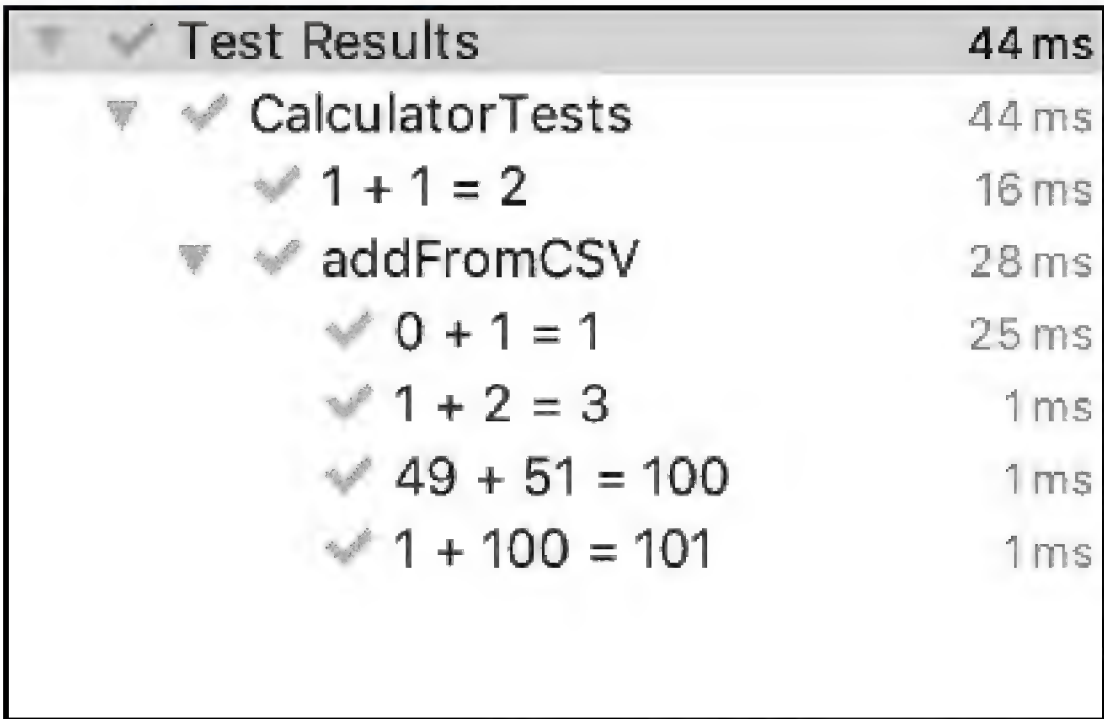 Test Results 44 ms
CalculatorTests 44 ms
1 + 1 = 2 16 ms
addFromCSV 28 ms
0 + 1 = 1 25 ms
1 + 2 = 3 1 ms
49 + 51 = 100 1 ms
1 + 100 = 101 1 ms